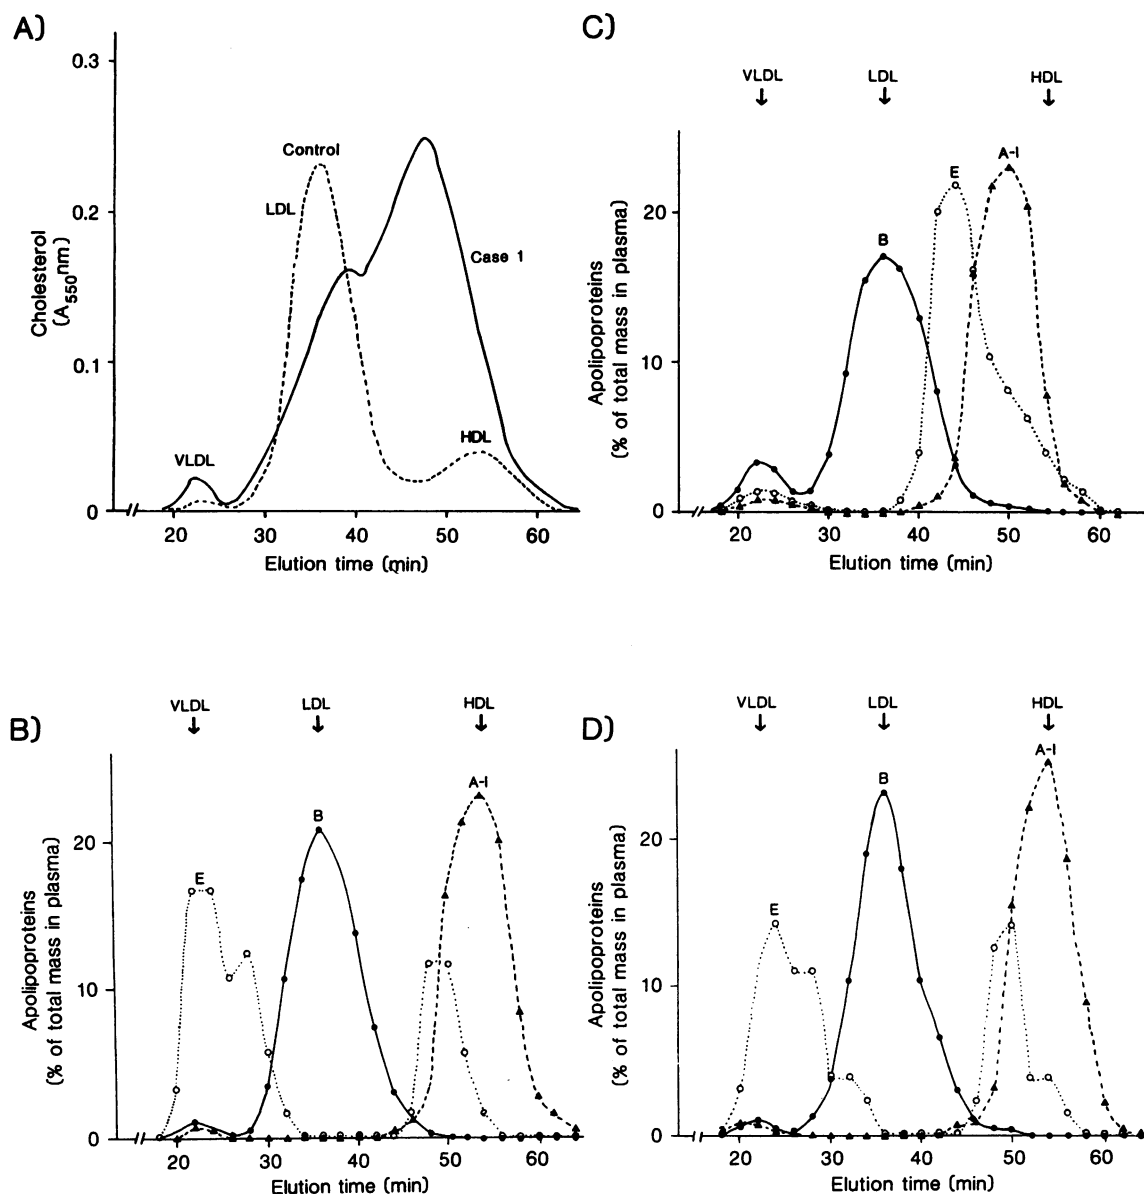 A)
0.3
0.2
0.1
0
Cholesterol
(A550nm)
Control
LDL
Case 1
VLDL
HDL
20 30 40 50 60
Elution time (min)
C)
VLDL LDL HDL
A-I
E
B
20
10
0
Apolipoproteins
(% of total mass in plasma)
20 30 40 50 60
Elution time (min)
B)
VLDL LDL HDL
A-I
B
E
20
10
0
Apolipoproteins
(% of total mass in plasma)
20 30 40 50 60
Elution time (min)
D)
VLDL LDL HDL
A-I
B
E
20
10
0
Apolipoproteins
(% of total mass in plasma)
20 30 40 50 60
Elution time (min)